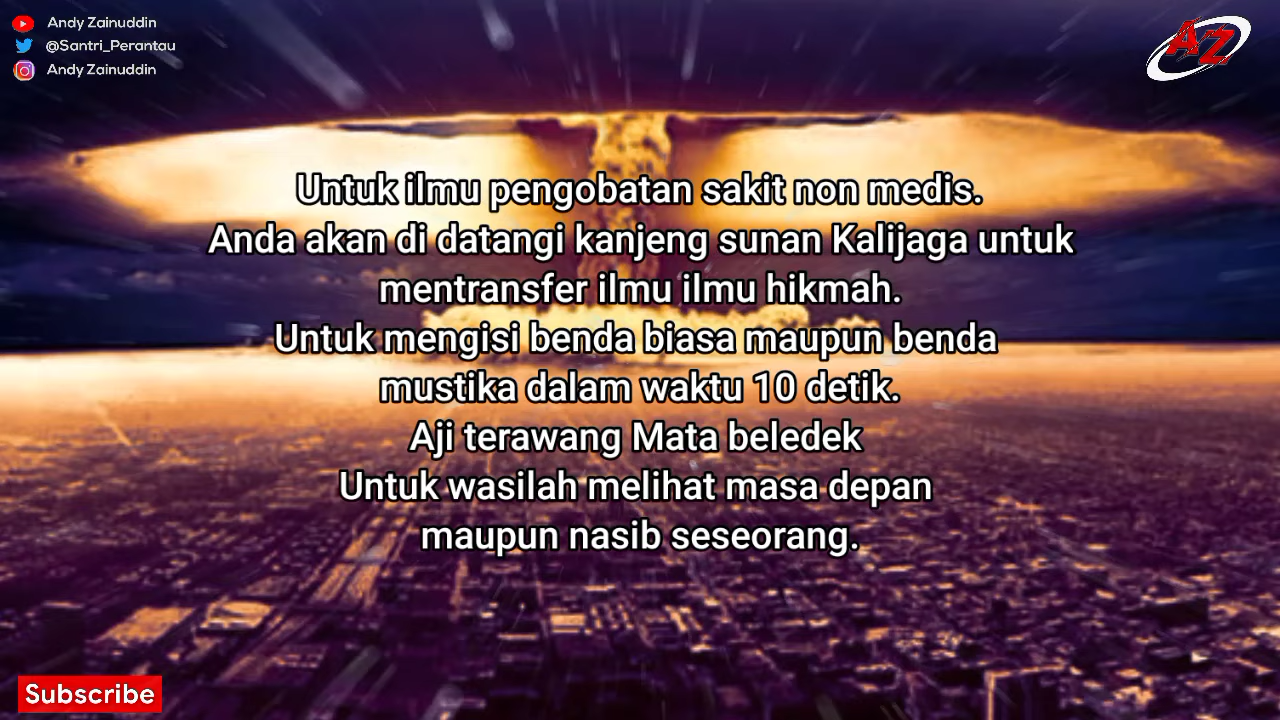 Andy Zainuddin
@Santri_Perantau
Andy Zainuddin
AZ
Untuk ilmu pengobatan sakit non medis.
Anda akan di datangi kanjeng sunan Kalijaga untuk
mentransfer ilmu ilmu hikmah.
Untuk mengisi benda biasa maupun benda
mustika dalam waktu 10 detik.
Aji terawang Mata beledek
Untuk wasilah melihat masa depan
maupun nasib seseorang.
Subscribe